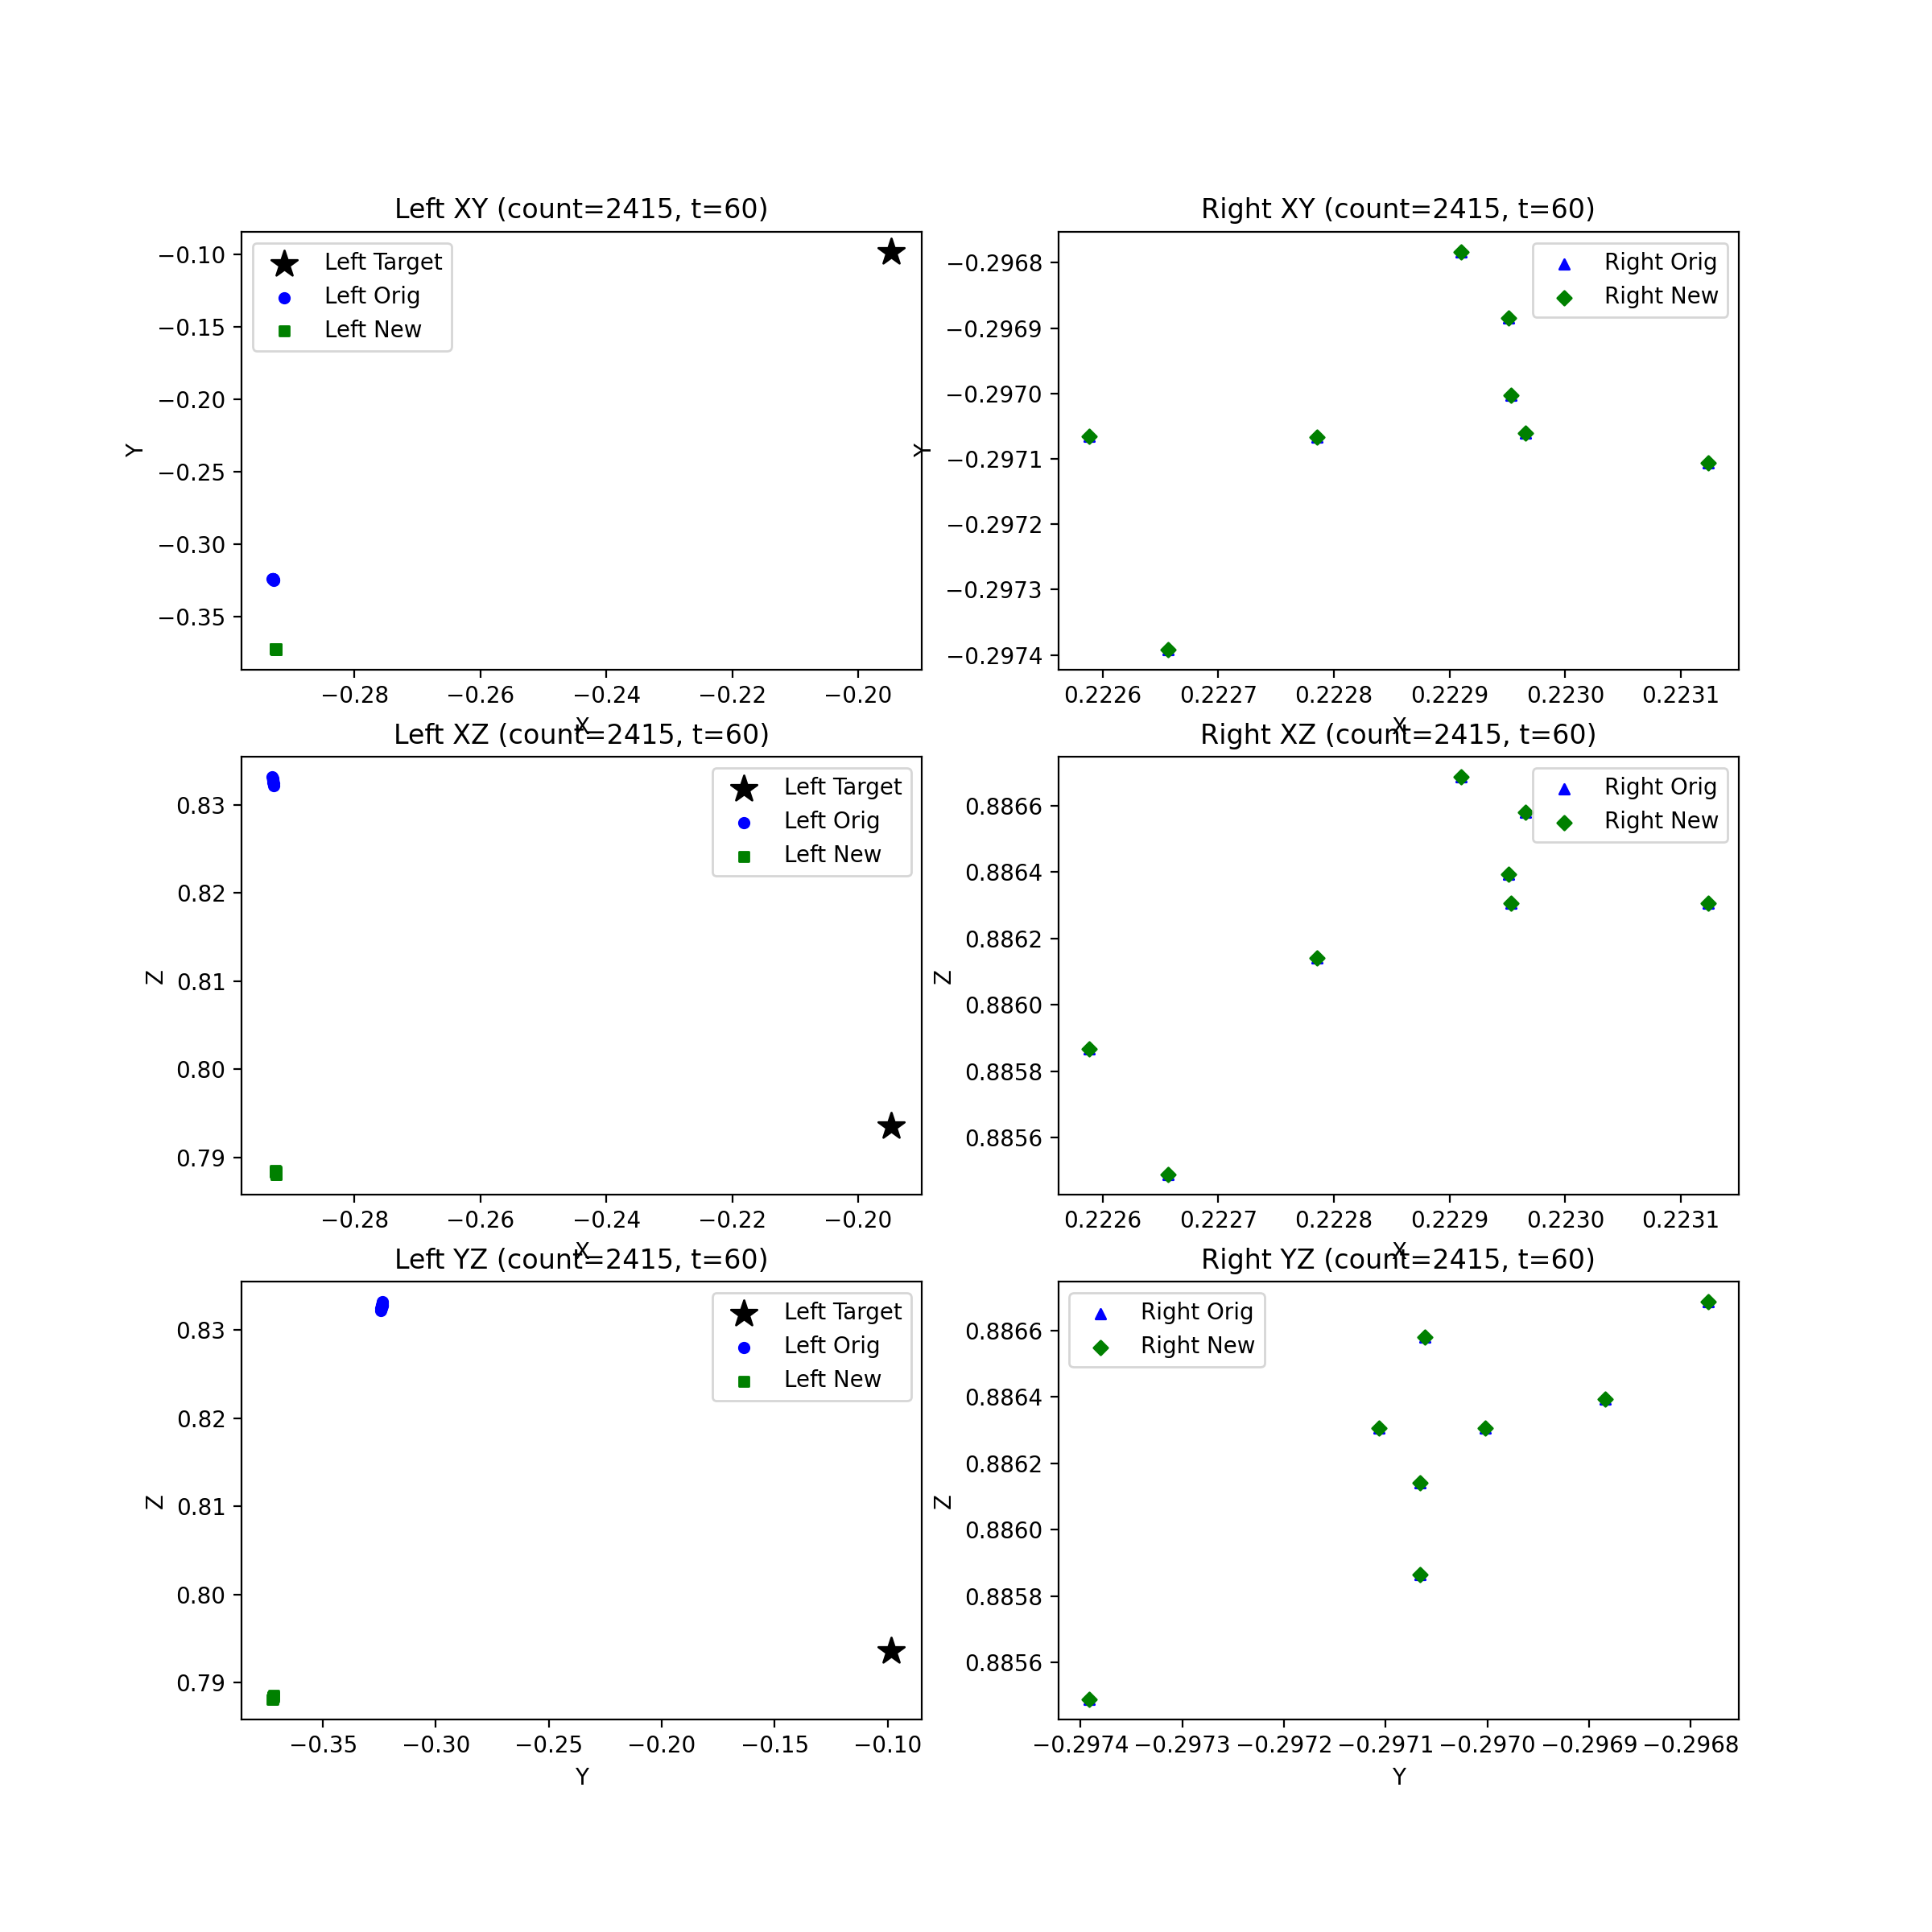 Left XY (count=2415, t=60)
Right XY (count=2415, t=60)
Y
−0.10
−0.15
−0.20
−0.25
−0.30
−0.35
Left Target
Left Orig
Left New
−0.28
−0.26
−0.24
−0.22
−0.20
X
Y
−0.2968
−0.2969
−0.2970
−0.2971
−0.2972
−0.2973
−0.2974
Right Orig
Right New
0.2226
0.2227
0.2228
0.2229
0.2230
0.2231
X
Left XZ (count=2415, t=60)
Right XZ (count=2415, t=60)
Z
0.83
0.82
0.81
0.80
0.79
Left Target
Left Orig
Left New
−0.28
−0.26
−0.24
−0.22
−0.20
X
Z
0.8866
0.8864
0.8862
0.8860
0.8858
0.8856
Right Orig
Right New
0.2226
0.2227
0.2228
0.2229
0.2230
0.2231
X
Left YZ (count=2415, t=60)
Right YZ (count=2415, t=60)
Z
0.83
0.82
0.81
0.80
0.79
Left Target
Left Orig
Left New
−0.35
−0.30
−0.25
−0.20
−0.15
−0.10
Y
Z
0.8866
0.8864
0.8862
0.8860
0.8858
0.8856
Right Orig
Right New
−0.2974
−0.2973
−0.2972
−0.2971
−0.2970
−0.2969
−0.2968
Y